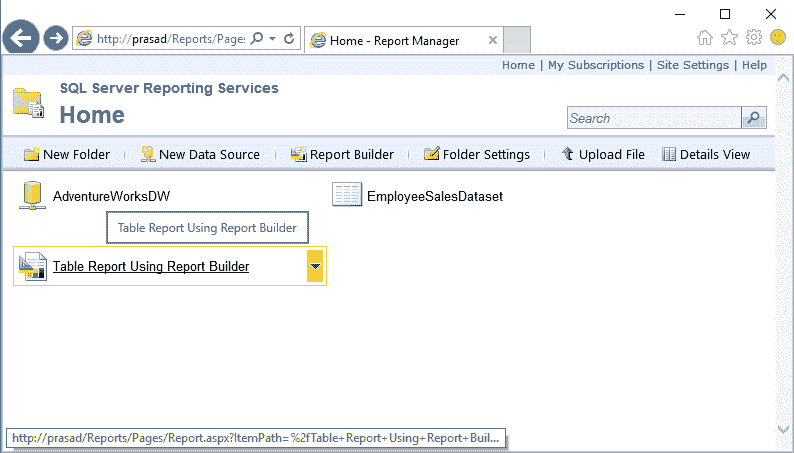 http://prasad/Reports/Page:
Home - Report Manager
Home | My Subscriptions | Site Settings | Help
SQL Server Reporting Services
Home
Search
New Folder
New Data Source
Report Builder
Folder Settings
Upload File
Details View
AdventureWorksDW
EmployeeSalesDataset
Table Report Using Report Builder
Table Report Using Report Builder
http://prasad/Reports/Pages/Report.aspx?ItemPath=%2fTable+Report+Using+Report+Buil...